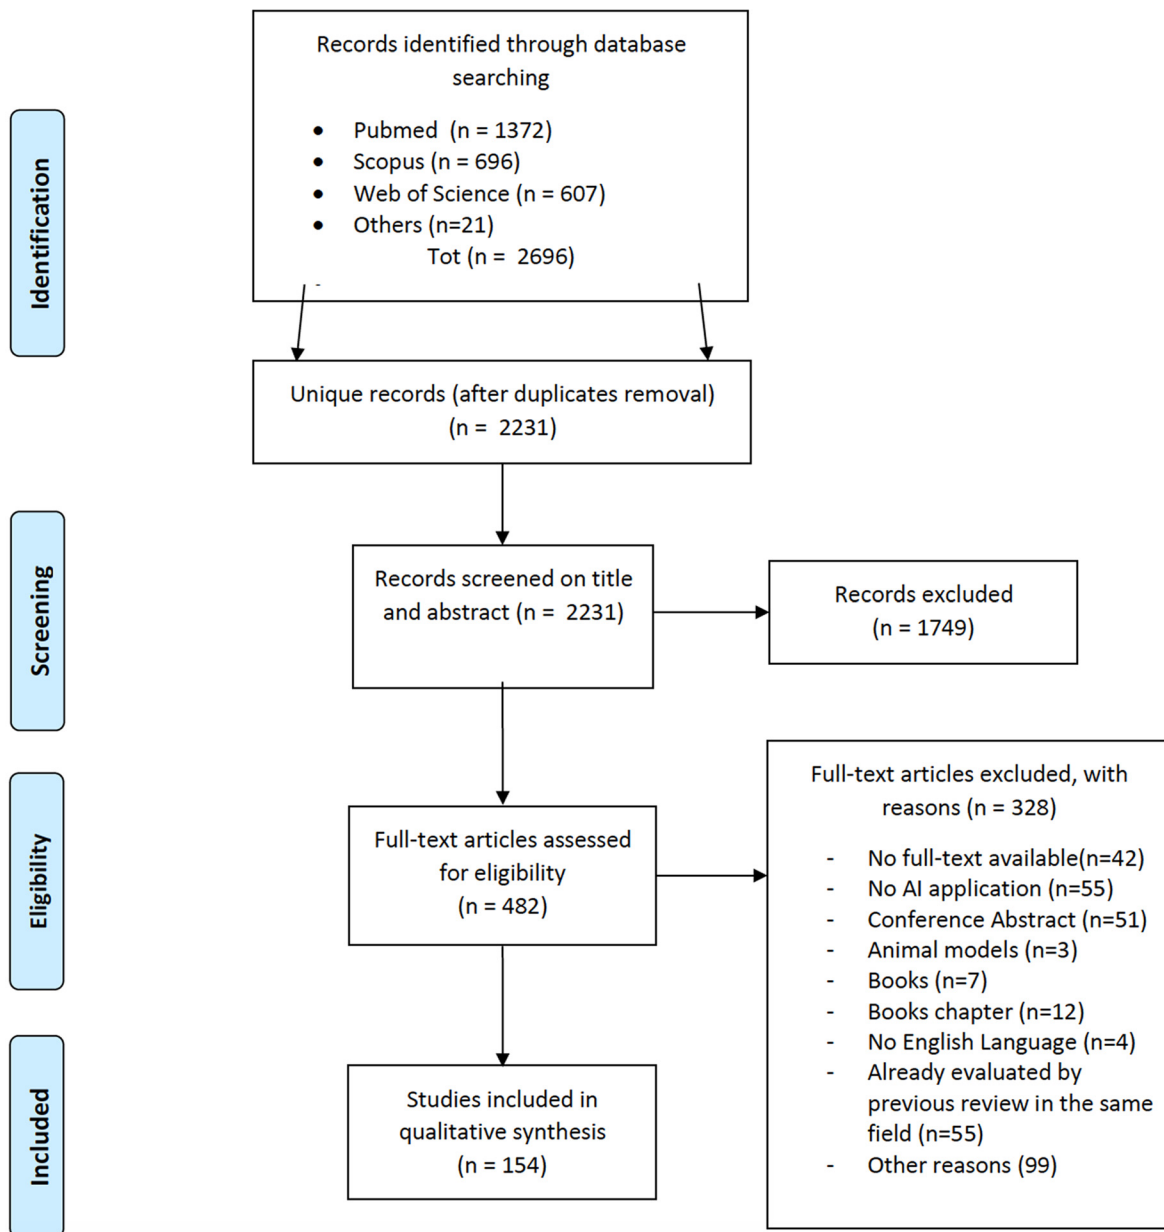 Identification
Records identified through database
searching
• Pubmed (n = 1372)
• Scopus (n = 696)
• Web of Science (n = 607)
• Others (n=21)
Tot (n = 2696)
-
Unique records (after duplicates removal)
(n = 2231)
Screening
Records screened on title
and abstract (n = 2231)
Records excluded
(n = 1749)
Eligibility
Full-text articles assessed
for eligibility
(n = 482)
Full-text articles excluded, with
reasons (n = 328)
- No full-text available(n=42)
- No AI application (n=55)
- Conference Abstract (n=51)
- Animal models (n=3)
- Books (n=7)
- Books chapter (n=12)
- No English Language (n=4)
- Already evaluated by
previous review in the same
field (n=55)
- Other reasons (99)
Included
Studies included in
qualitative synthesis
(n = 154)